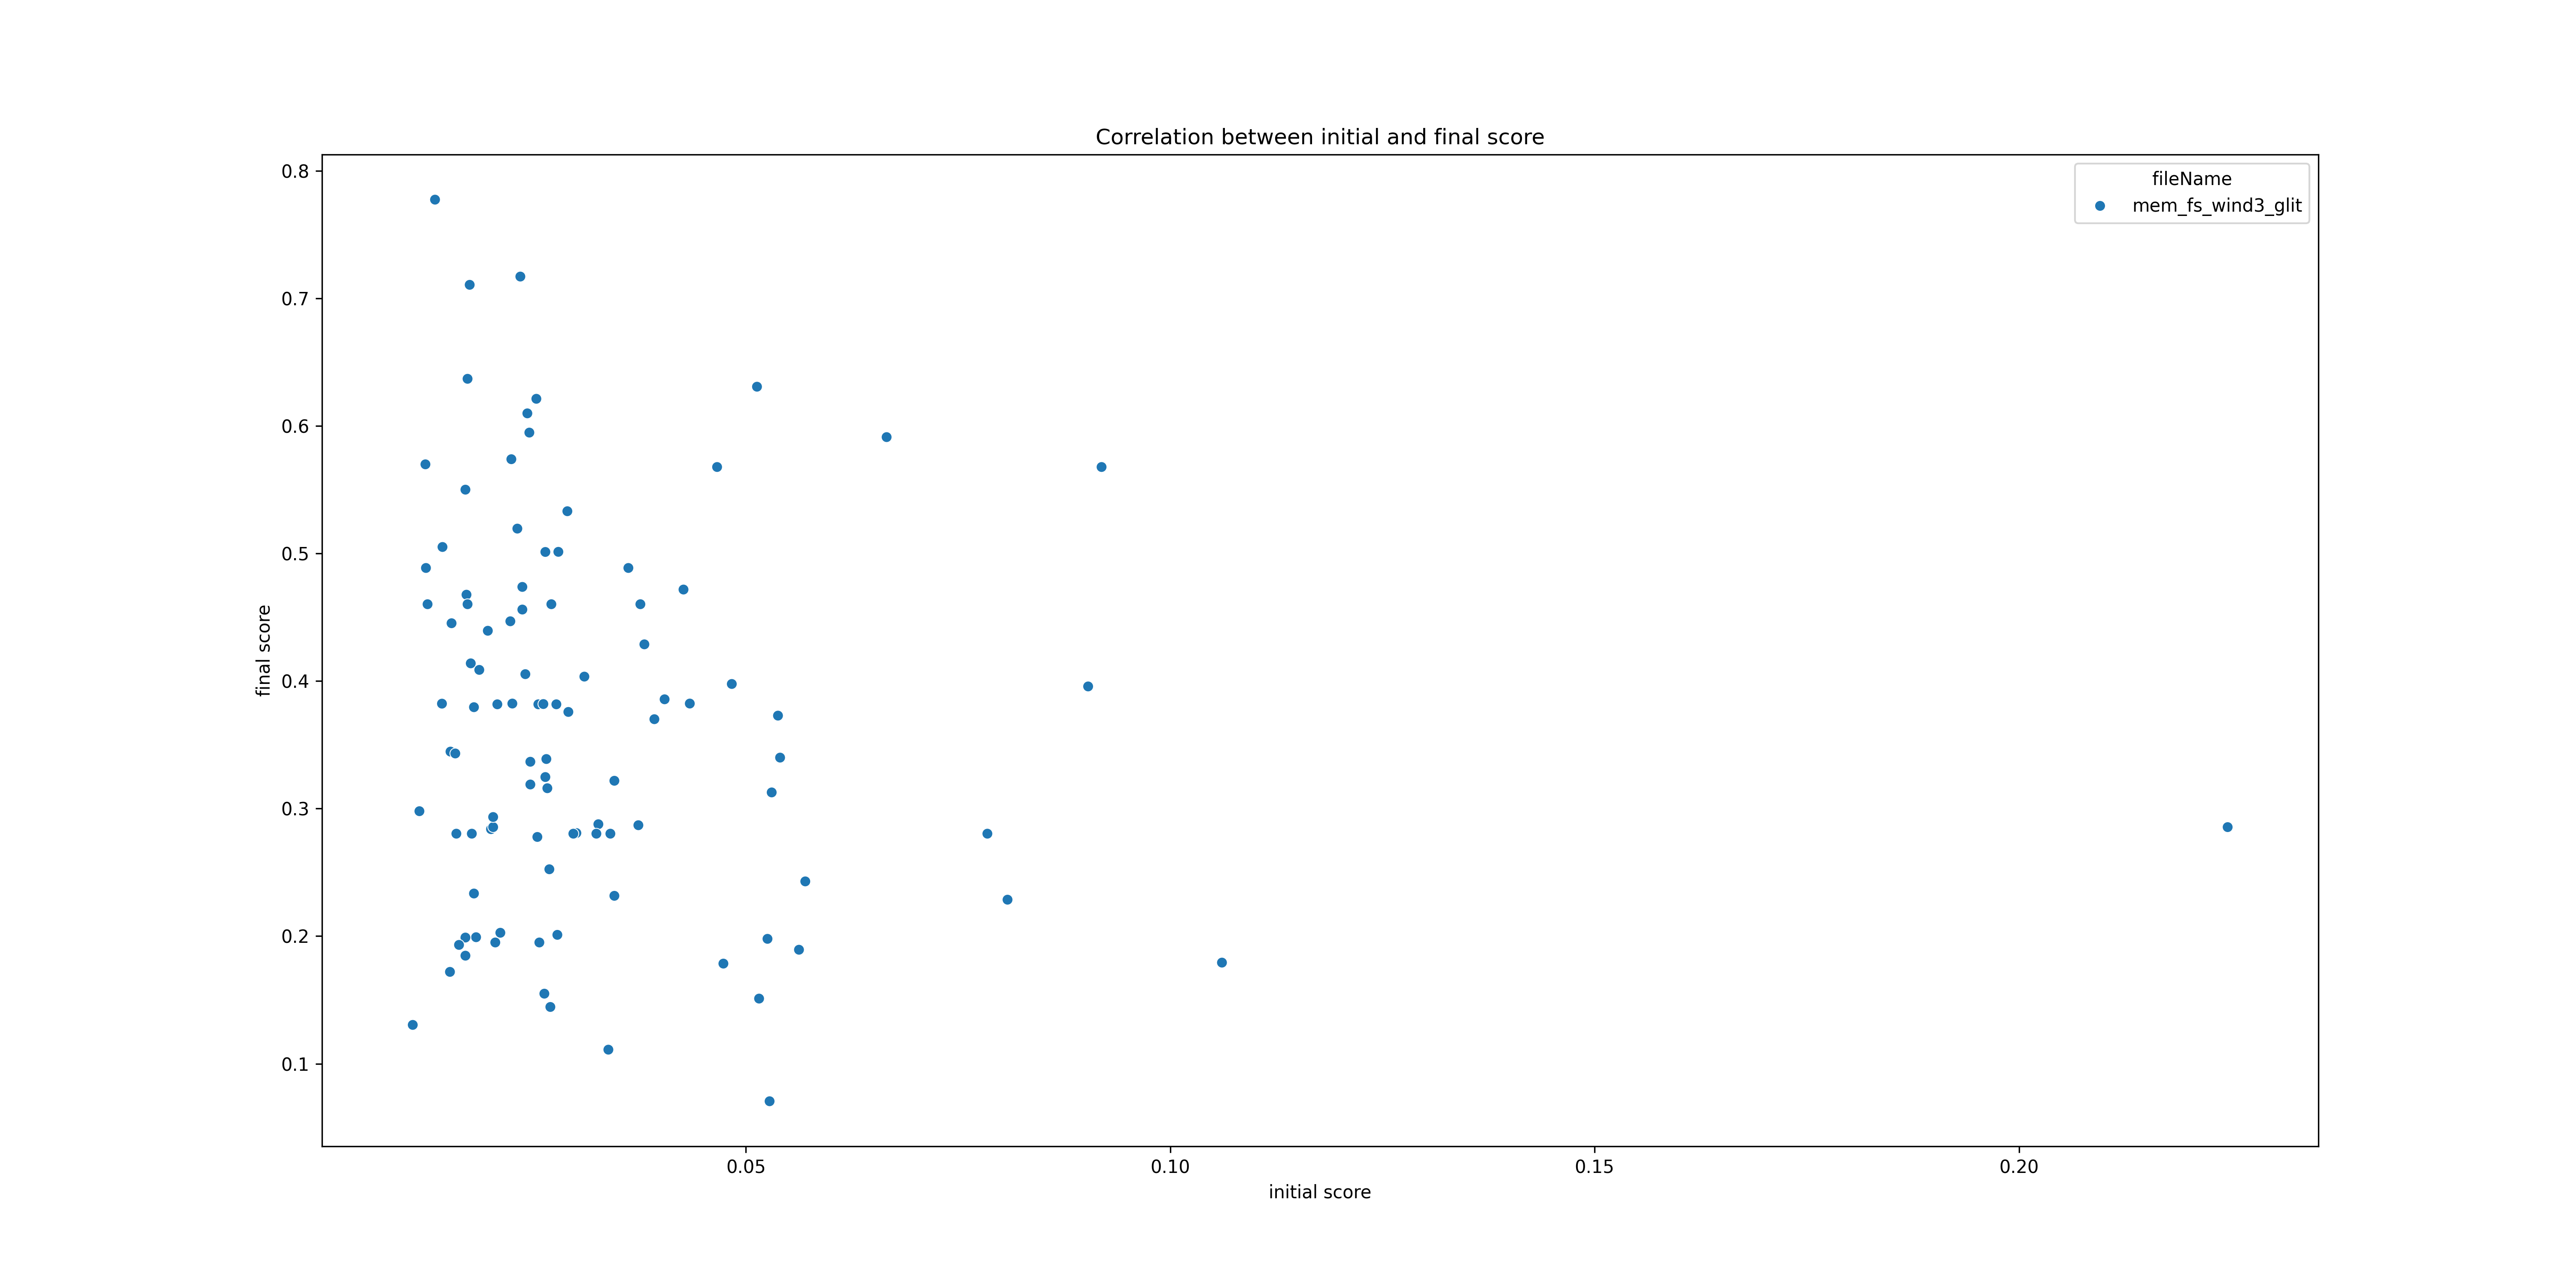 Correlation between initial and final score
fileName
mem_fs_wind3_glit
0.8
0.7
0.6
0.5
0.4
0.3
0.2
0.1
final score
0.05
0.10
0.15
0.20
initial score